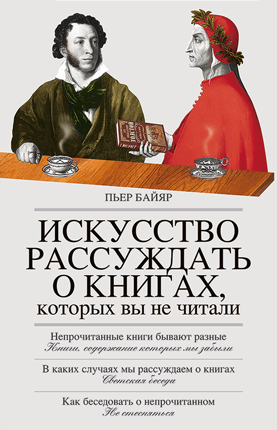 ПЬЕР БАЙЯР
ИСКУССТВО
РАССУЖДАТЬ
О КНИГАХ,
которых вы не читали
Непрочитанные книги бывают разные
Книги, содержание которых мы забыли
В каких случаях мы рассуждаем о книгах
Светская беседа
Как беседовать о непрочитанном
Не стесняться